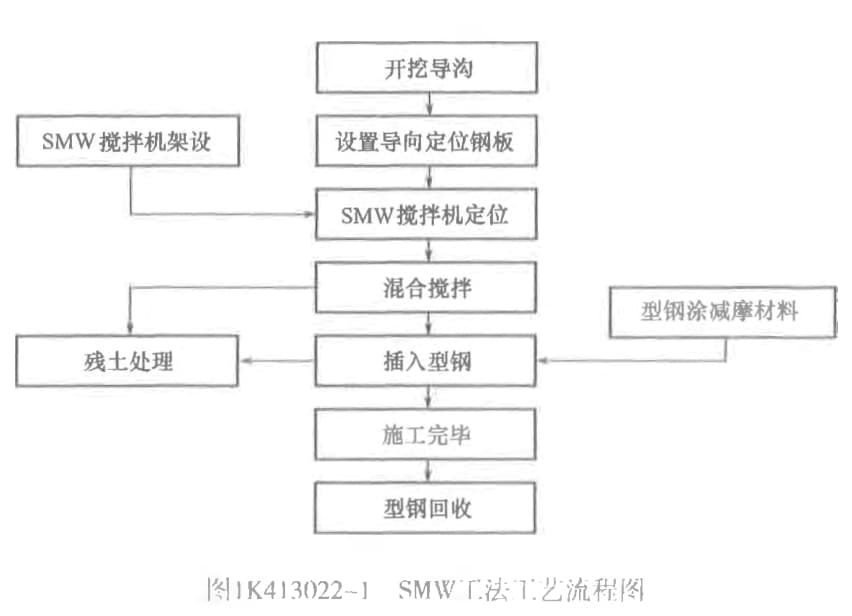 开挖导沟
SMW搅拌机架设
设置导向定位钢板
SMW搅拌机定位
混合搅拌
型钢涂减摩材料
残土处理
插入型钢
施工完毕
型钢回收
图1K413022-1 SMW工法工艺流程图